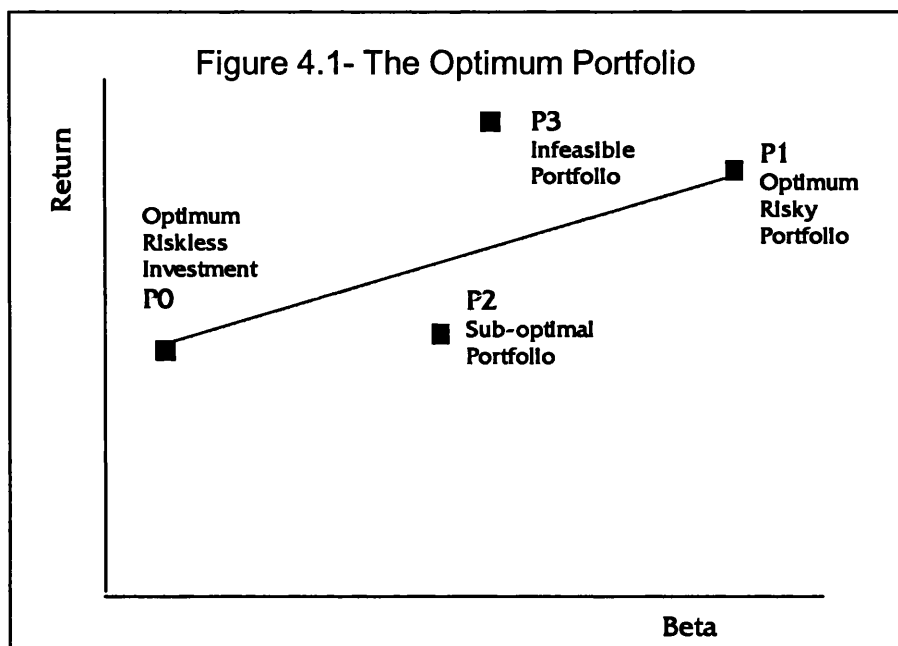 Figure 4.1- The Optimum Portfolio
Return
P3
Infeasible
Portfolio
P1
Optimum
Risky
Portfolio
Optimum
Riskless
Investment
P0
P2
Sub-optimal
Portfolio
Beta